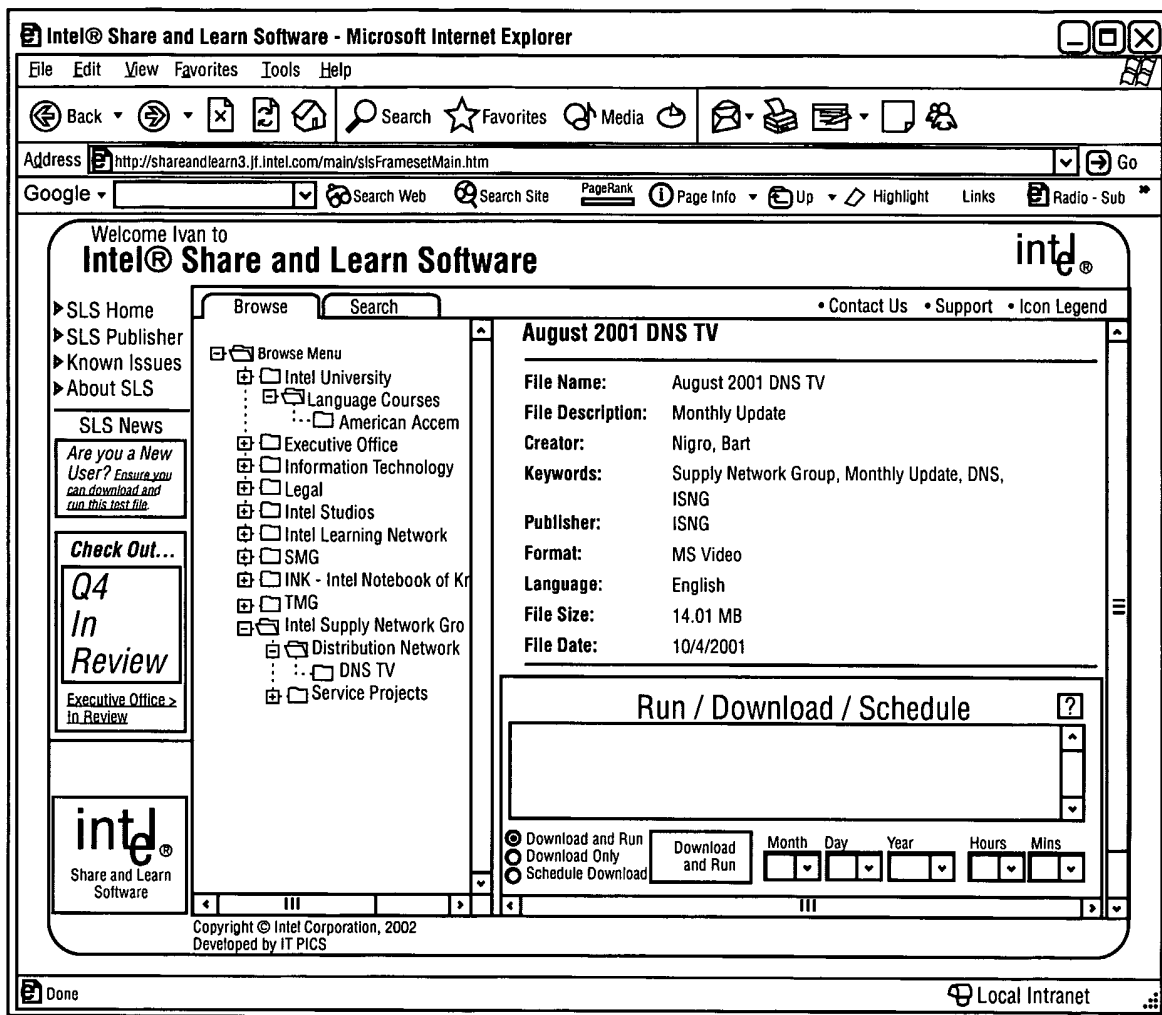 Intel® Share and Learn Software - Microsoft Internet Explorer
File Edit View Favorites Tools Help
Back Search Favorites Media
Address http://shareandlearn3.jf.intel.com/main/slsFramesetMain.htm Go
Google Search Web Search Site PageRank Page Info Up Highlight Links Radio - Sub
Welcome Ivan to
Intel® Share and Learn Software
intel®
SLS Home
SLS Publisher
Known Issues
About SLS
SLS News
Are you a New
User? Ensure you
can download and
run this test file.
Check Out...
Q4
In
Review
Executive Office >
In Review
intel®
Share and Learn
Software
Browse Search
• Contact Us • Support • Icon Legend
Browse Menu
Intel University
Language Courses
American Accem
Executive Office
Information Technology
Legal
Intel Studios
Intel Learning Network
SMG
INK - Intel Notebook of Kr
TMG
Intel Supply Network Gro
Distribution Network
DNS TV
Service Projects
August 2001 DNS TV
File Name: August 2001 DNS TV
File Description: Monthly Update
Creator: Nigro, Bart
Keywords: Supply Network Group, Monthly Update, DNS,
ISNG
Publisher: ISNG
Format: MS Video
Language: English
File Size: 14.01 MB
File Date: 10/4/2001
Run / Download / Schedule ?
Download and Run
Download Only
Schedule Download
Download
and Run
Month Day Year Hours Mins
Copyright © Intel Corporation, 2002
Developed by IT PICS
Done Local Intranet